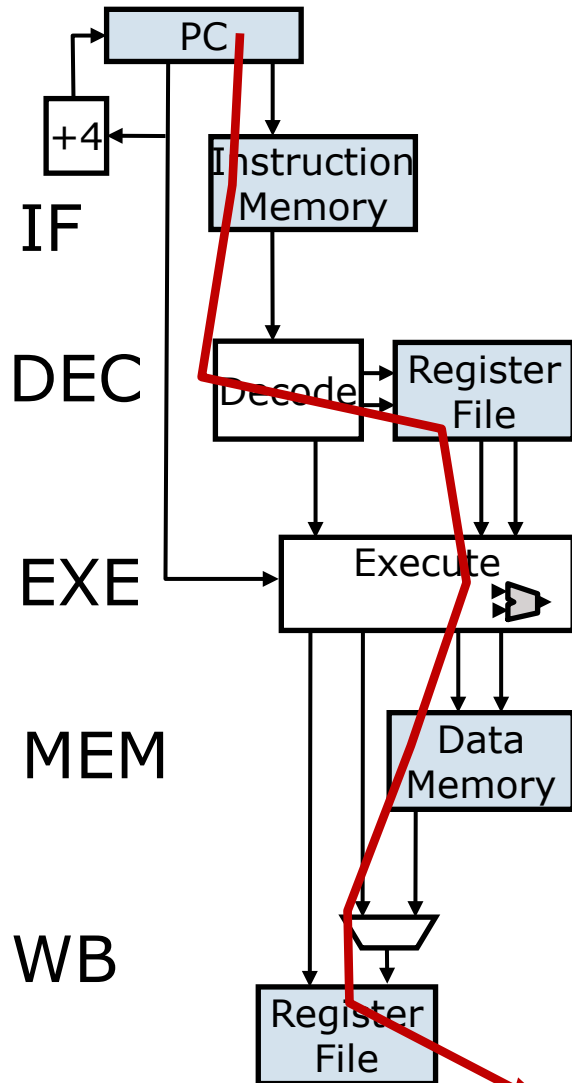 PC
+4
Instruction
Memory
IF
DEC
Decode
Register
File
EXE
Execute
MEM
Data
Memory
WB
Register
File